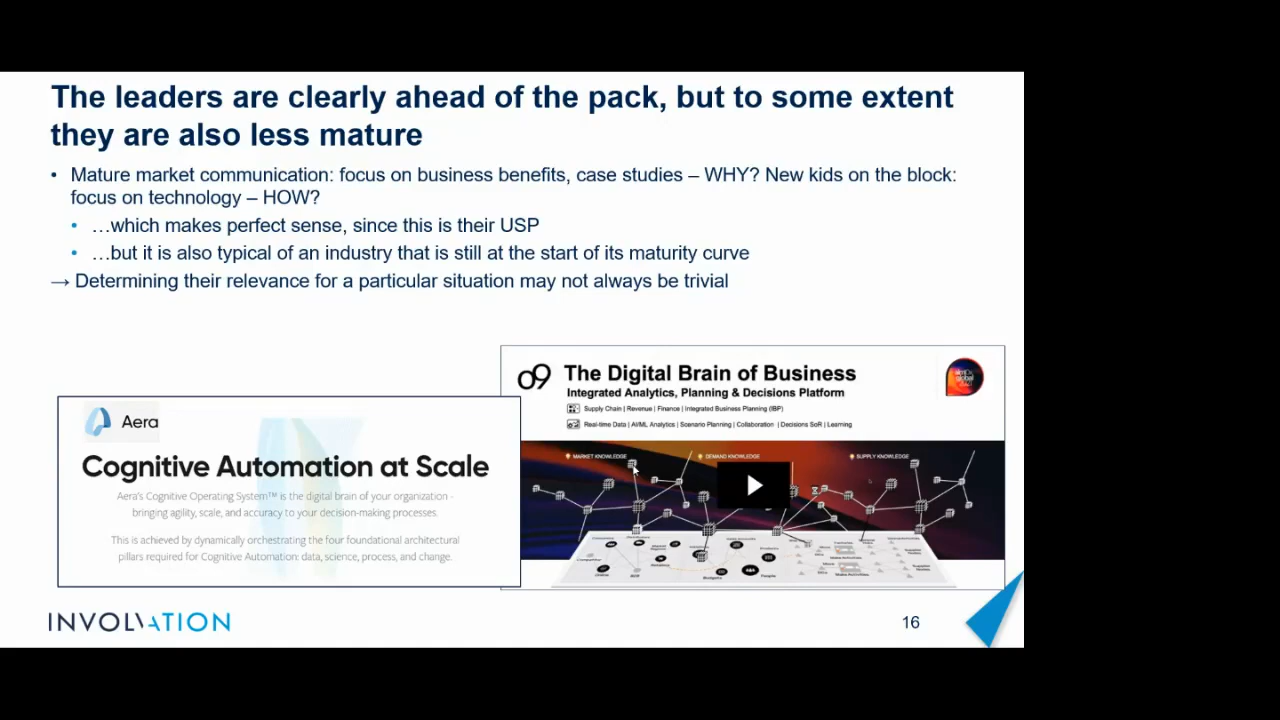 The leaders are clearly ahead of the pack, but to some extent
they are also less mature
• Mature market communication: focus on business benefits, case studies – WHY? New kids on the block:
focus on technology – HOW?
• …which makes perfect sense, since this is their USP
• …but it is also typical of an industry that is still at the start of its maturity curve
→ Determining their relevance for a particular situation may not always be trivial
Aera
Cognitive Automation at Scale
Aera's Cognitive Operating System™ is the digital brain of your organization -
bringing agility, scale, and accuracy to your decision-making processes.
This is achieved by dynamically orchestrating the four foundational architectural
pillars required for Cognitive Automation: data, science, process, and change.
o9
The Digital Brain of Business
Integrated Analytics, Planning & Decisions Platform
Supply Chain | Revenue | Finance | Integrated Business Planning (IBP)
Real-time Data | AI/ML Analytics | Scenario Planning | Collaboration | Decisions SoR | Learning
MARKET KNOWLEDGE
DEMAND KNOWLEDGE
SUPPLY KNOWLEDGE
INVOLVATION
16